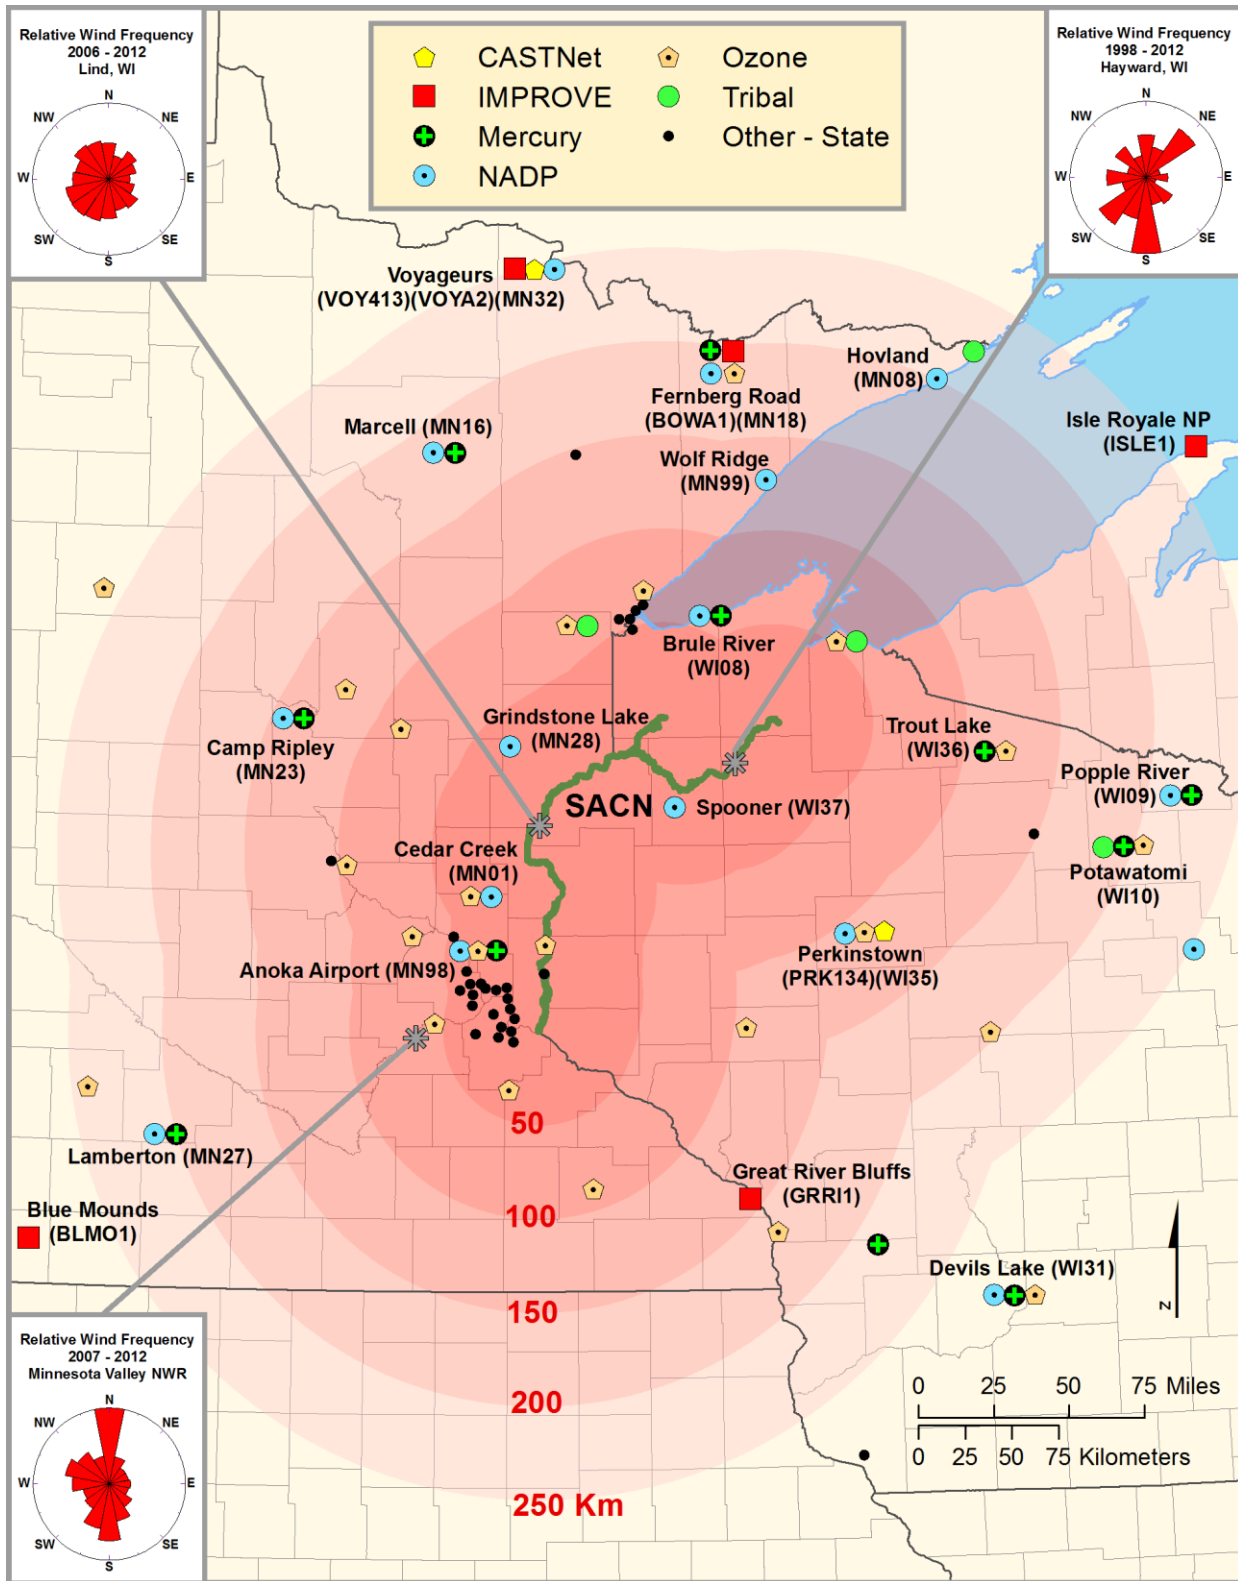 Relative Wind Frequency
2006 - 2012
Lind, WI
N
NE
E
SE
S
SW
W
NW
CASTNet
IMPROVE
Mercury
NADP
Ozone
Tribal
Other - State
Relative Wind Frequency
1998 - 2012
Hayward, WI
N
NE
E
SE
S
SW
W
NW
Voyageurs
(VOY413)(VOYA2)(MN32)
Fernberg Road
(BOWA1)(MN18)
Hovland
(MN08)
Isle Royale NP
(ISLE1)
Marcell (MN16)
Wolf Ridge
(MN99)
Brule River
(WI08)
Grindstone Lake
(MN28)
Camp Ripley
(MN23)
Trout Lake
(WI36)
Popple River
(WI09)
SACN
Spooner (WI37)
Cedar Creek
(MN01)
Potawatomi
(WI10)
Perkinstown
(PRK134)(WI35)
Anoka Airport (MN98)
Lamberton (MN27)
Blue Mounds
(BLMO1)
Great River Bluffs
(GRRI1)
Devils Lake (WI31)
50
100
150
200
250 Km
N
0 25 50 75 Miles
0 25 50 75 Kilometers
Relative Wind Frequency
2007 - 2012
Minnesota Valley NWR
N
NE
E
SE
S
SW
W
NW